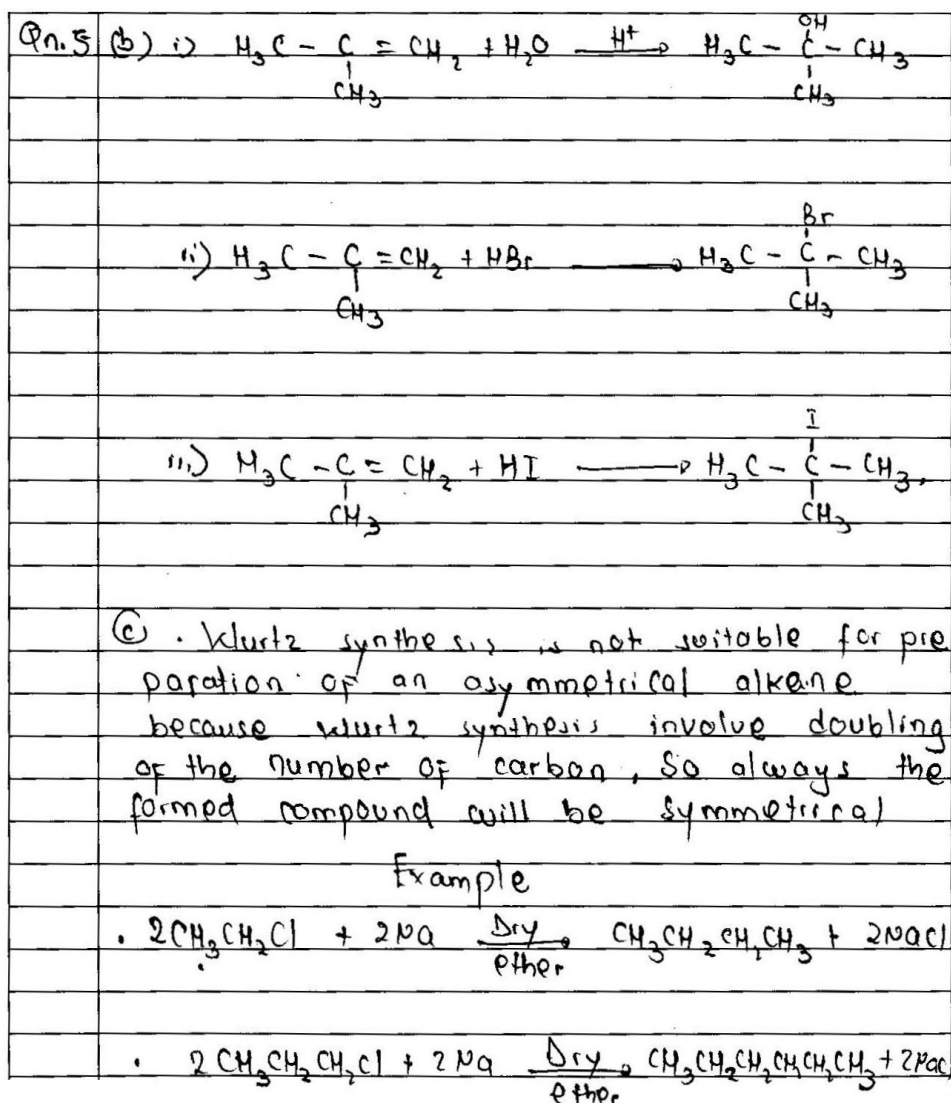 Qn. 5 (b) i) H₃C - C = CH₂ + H₂O H⁺→ H₃C - C - CH₃
OH
CH₃ CH₃
ii) H₃C - C = CH₂ + HBr → H₃C - C - CH₃
Br
CH₃ CH₃
iii) H₃C - C = CH₂ + HI → H₃C - C - CH₃,
I
CH₃ CH₃
(c) . Wurtz synthesis is not suitable for pre
paration of an asymmetrical alkane
because wurtz synthesis involve doubling
of the number of carbon, So always the
formed compound will be symmetrical
Example
. 2CH₃CH₂Cl + 2Na Dry→ether CH₃CH₂CH₂CH₃ + 2NaCl
. 2CH₃CH₂CH₂Cl + 2Na Dry→ether CH₃CH₂CH₂CH₂CH₂CH₃ + 2NaCl